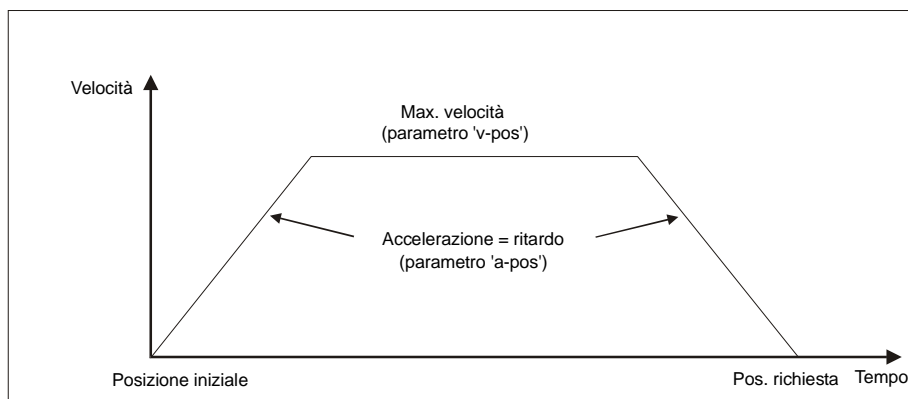 Velocità
Max. velocità
(parametro 'v-pos')
Accelerazione = ritardo
(parametro 'a-pos')
Posizione iniziale
Pos. richiesta
Tempo